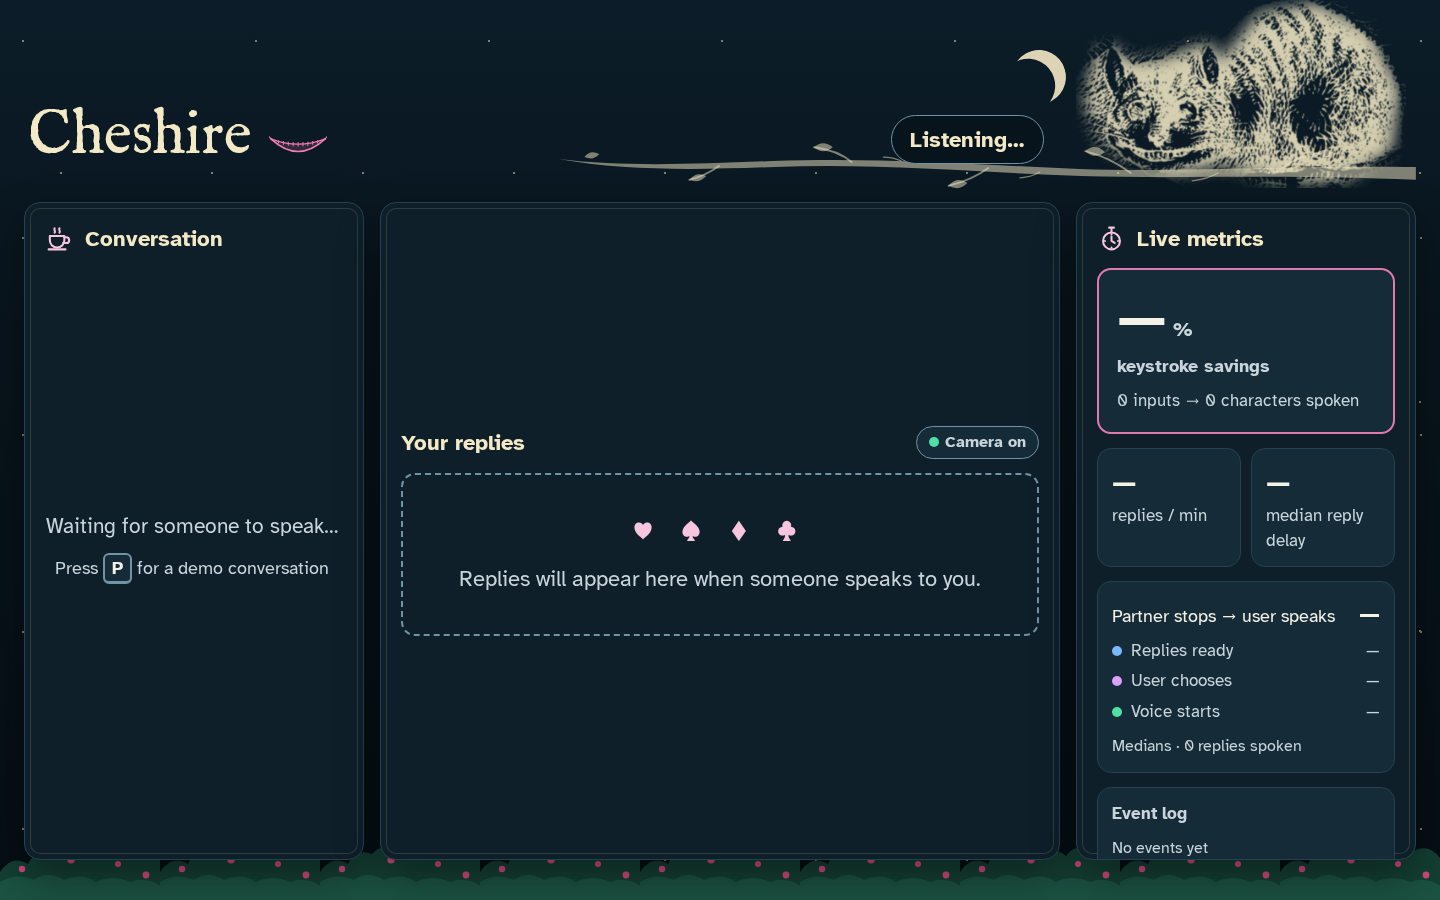 Cheshire
Listening...
Conversation
Waiting for someone to speak...
Press P for a demo conversation
Your replies
Camera on
Replies will appear here when someone speaks to you.
Live metrics
— %
keystroke savings
0 inputs → 0 characters spoken
—
replies / min
—
median reply
delay
Partner stops → user speaks —
Replies ready —
User chooses —
Voice starts —
Medians · 0 replies spoken
Event log
No events yet